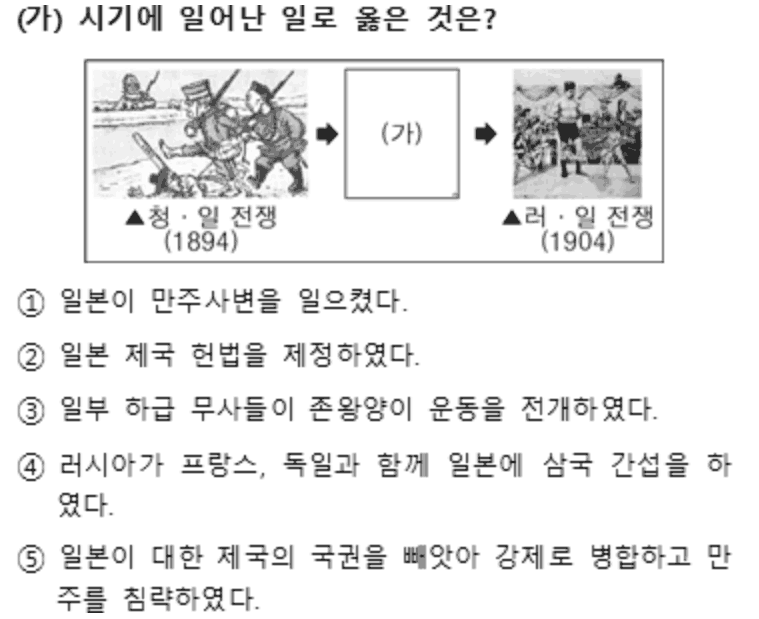 (가) 시기에 일어난 일로 옳은 것은?
(가)
▲청·일 전쟁
(1894)
▲러·일 전쟁
(1904)
① 일본이 만주사변을 일으켰다.
② 일본 제국 헌법을 제정하였다.
③ 일부 하급 무사들이 존왕양이 운동을 전개하였다.
④ 러시아가 프랑스, 독일과 함께 일본에 삼국 간섭을 하
였다.
⑤ 일본이 대한 제국의 국권을 빼앗아 강제로 병합하고 만
주를 침략하였다.